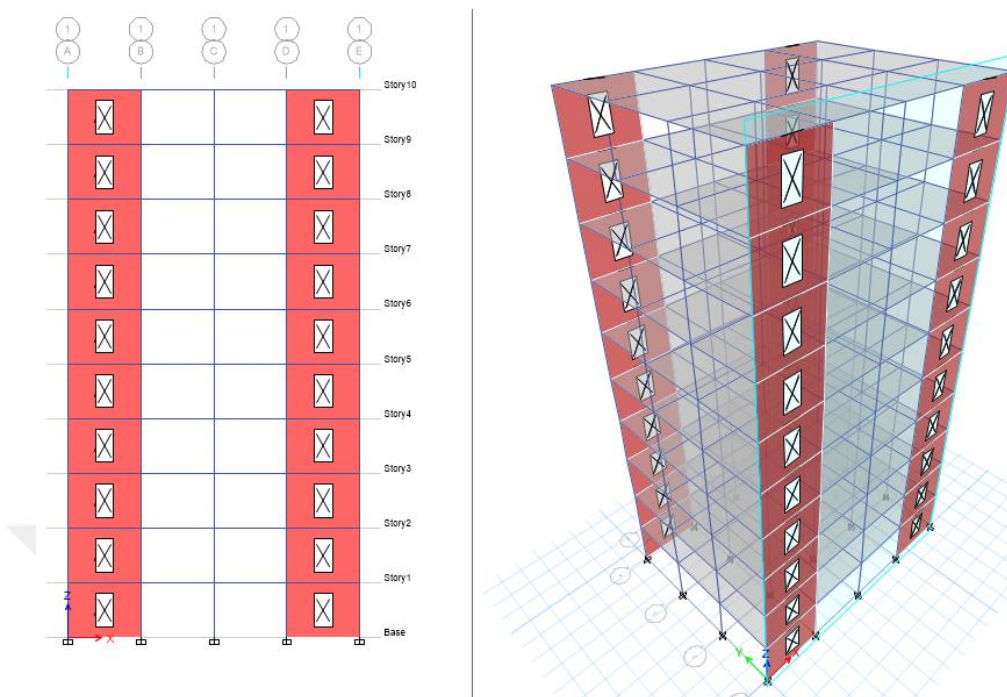 1 1 1 1 1
A B C D E
Story10
Story9
Story8
Story7
Story6
Story5
Story4
Story3
Story2
Story1
Z
X
Base
Y
Z
X